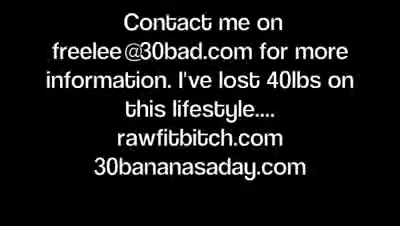 Contact me on
freelee@30bad.com for more
information. I've lost 40lbs on
this lifestyle....
rawfitbitch.com
30bananasaday.com